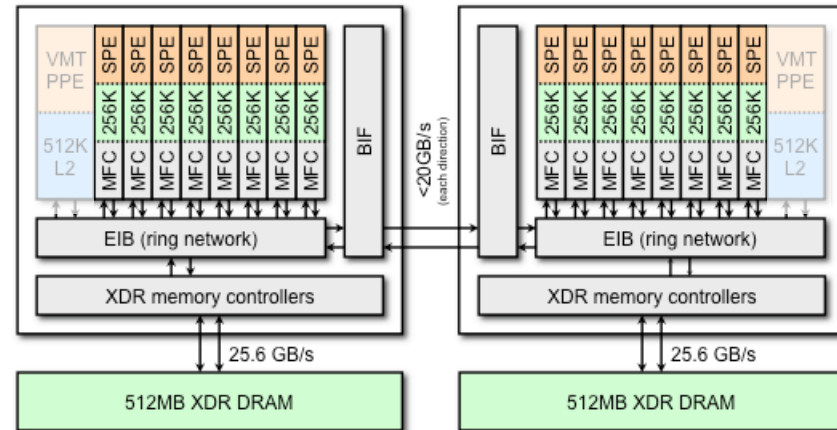 VMT
PPE
512K
L2
SPE
256K
MFC
SPE
256K
MFC
SPE
256K
MFC
SPE
256K
MFC
SPE
256K
MFC
SPE
256K
MFC
SPE
256K
MFC
SPE
256K
MFC
BIF
EIB (ring network)
XDR memory controllers
25.6 GB/s
512MB XDR DRAM
<20GB/s
(each direction)
BIF
SPE
256K
MFC
SPE
256K
MFC
SPE
256K
MFC
SPE
256K
MFC
SPE
256K
MFC
SPE
256K
MFC
SPE
256K
MFC
SPE
256K
MFC
VMT
PPE
512K
L2
EIB (ring network)
XDR memory controllers
25.6 GB/s
512MB XDR DRAM